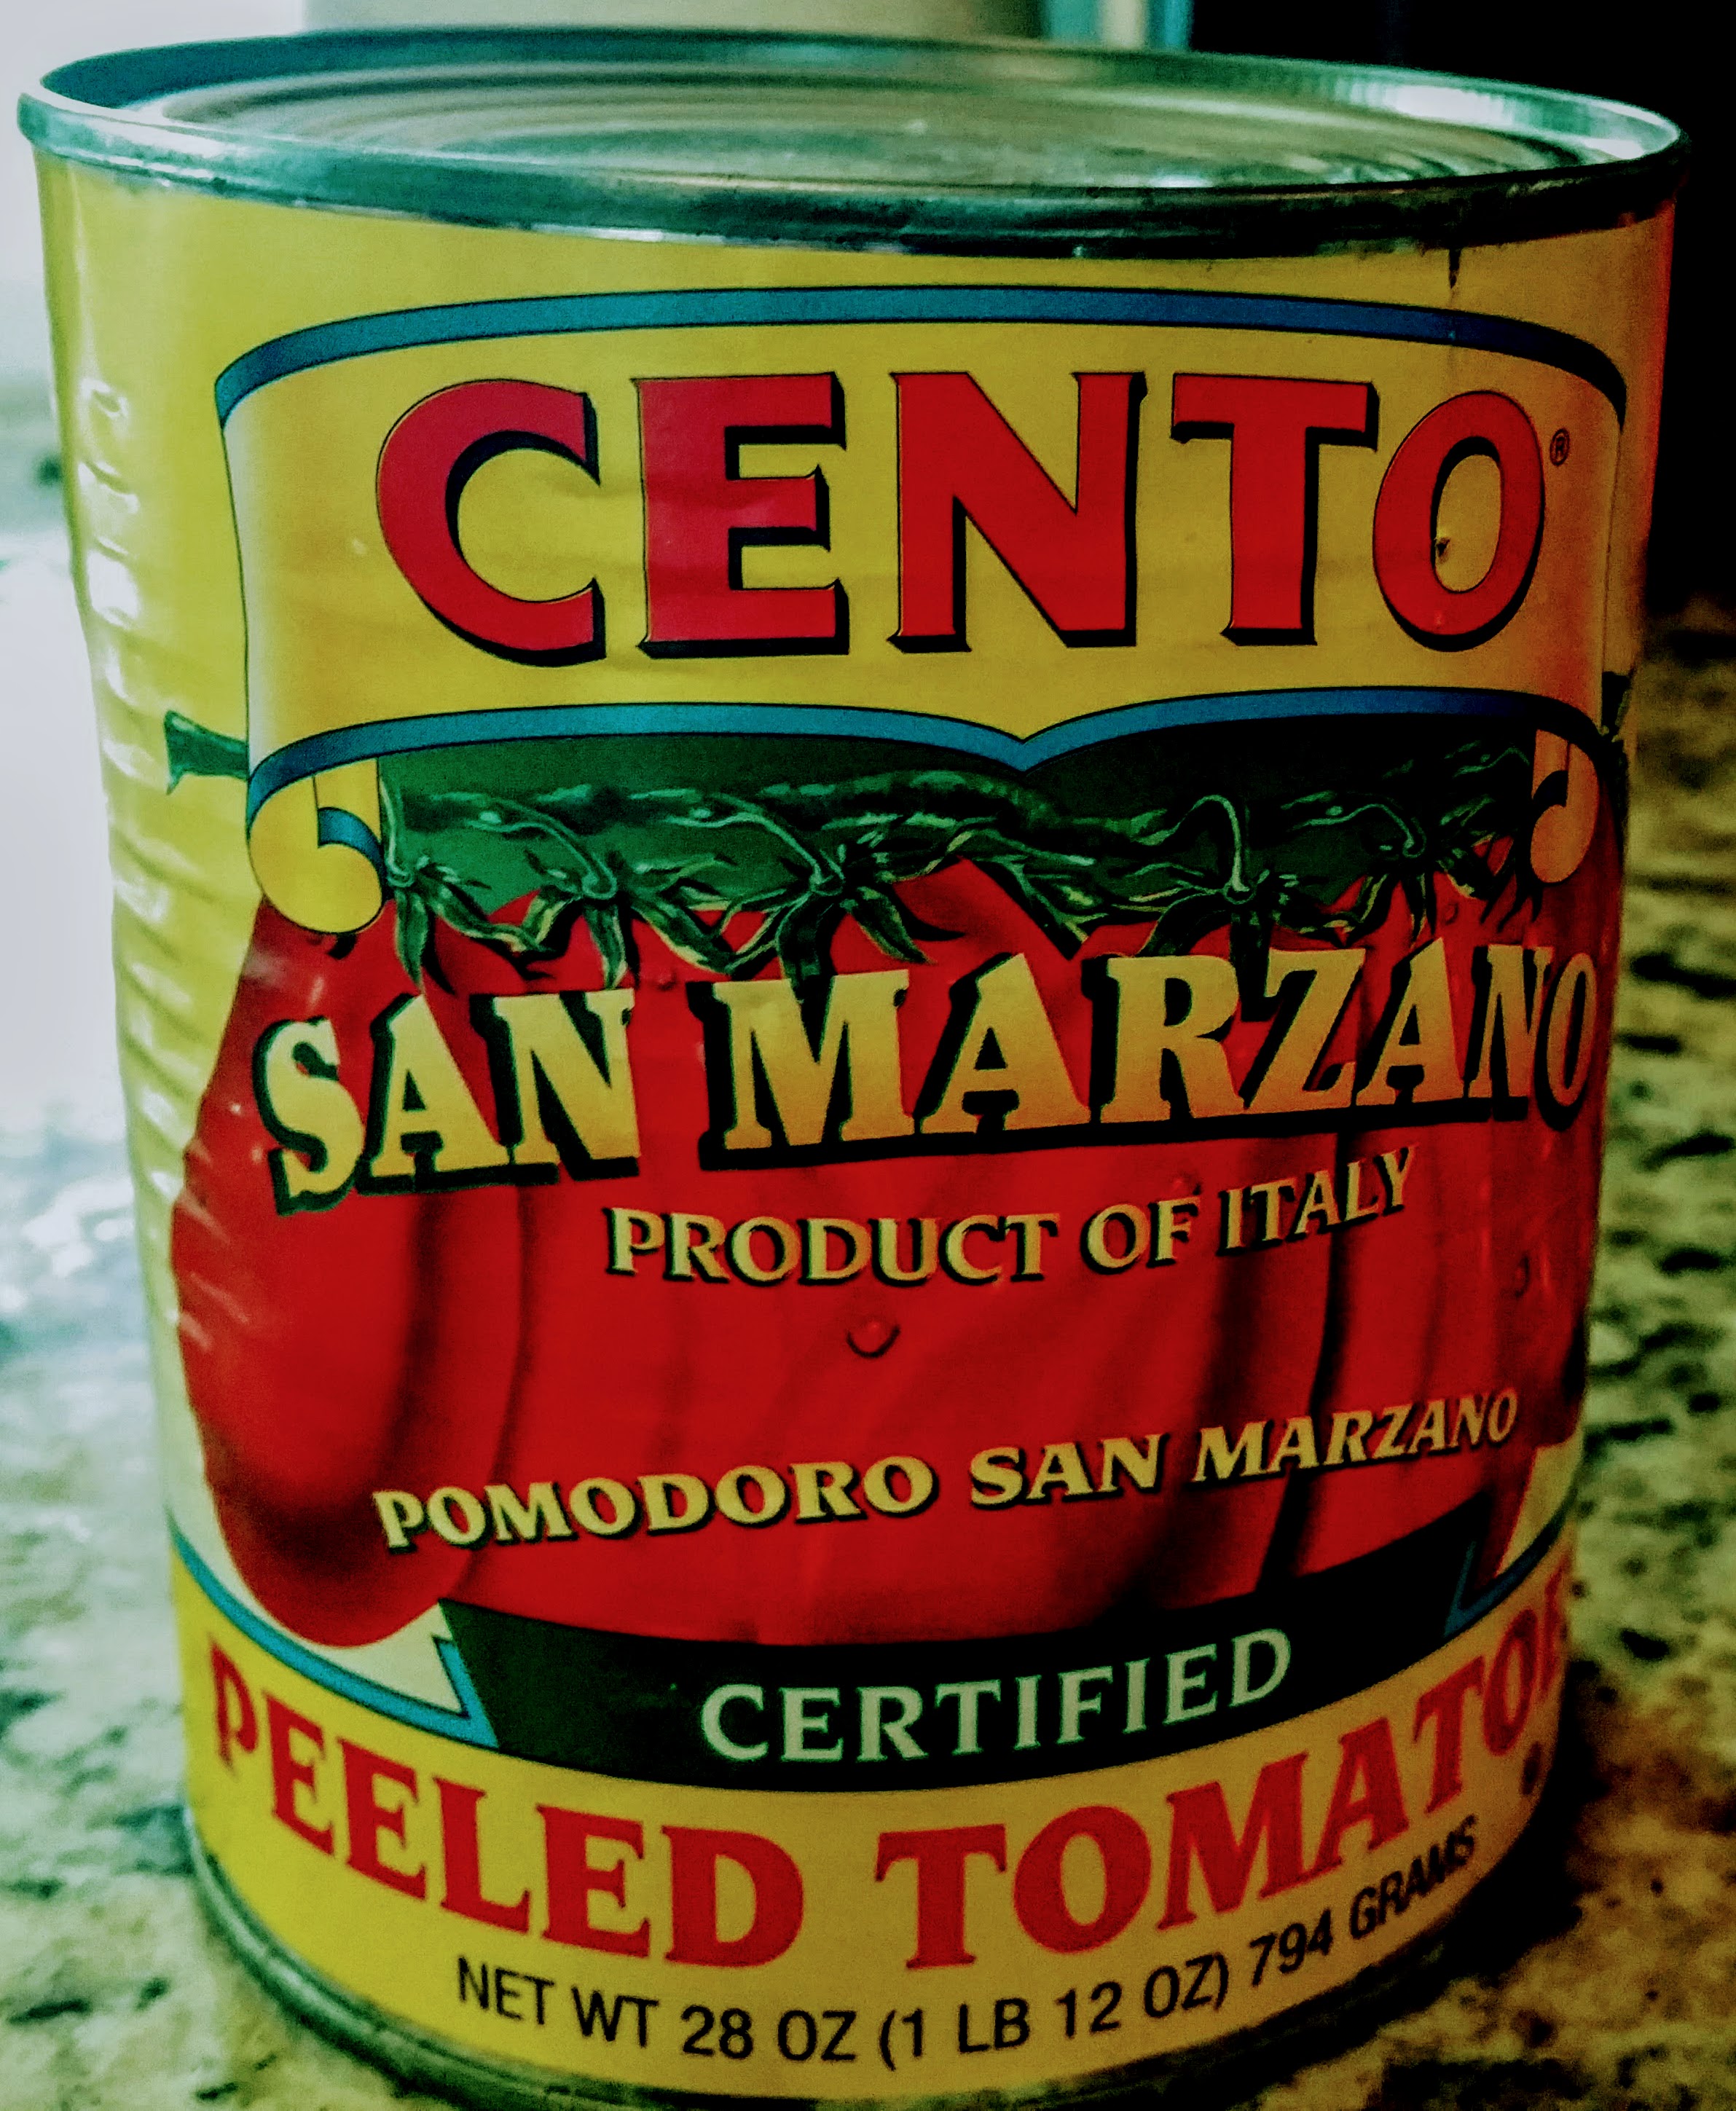 CENTO®
SAN MARZANO
PRODUCT OF ITALY
POMODORO SAN MARZANO
CERTIFIED
PEELED TOMATOE
NET WT 28 OZ (1 LB 12 OZ) 794 GRAMS